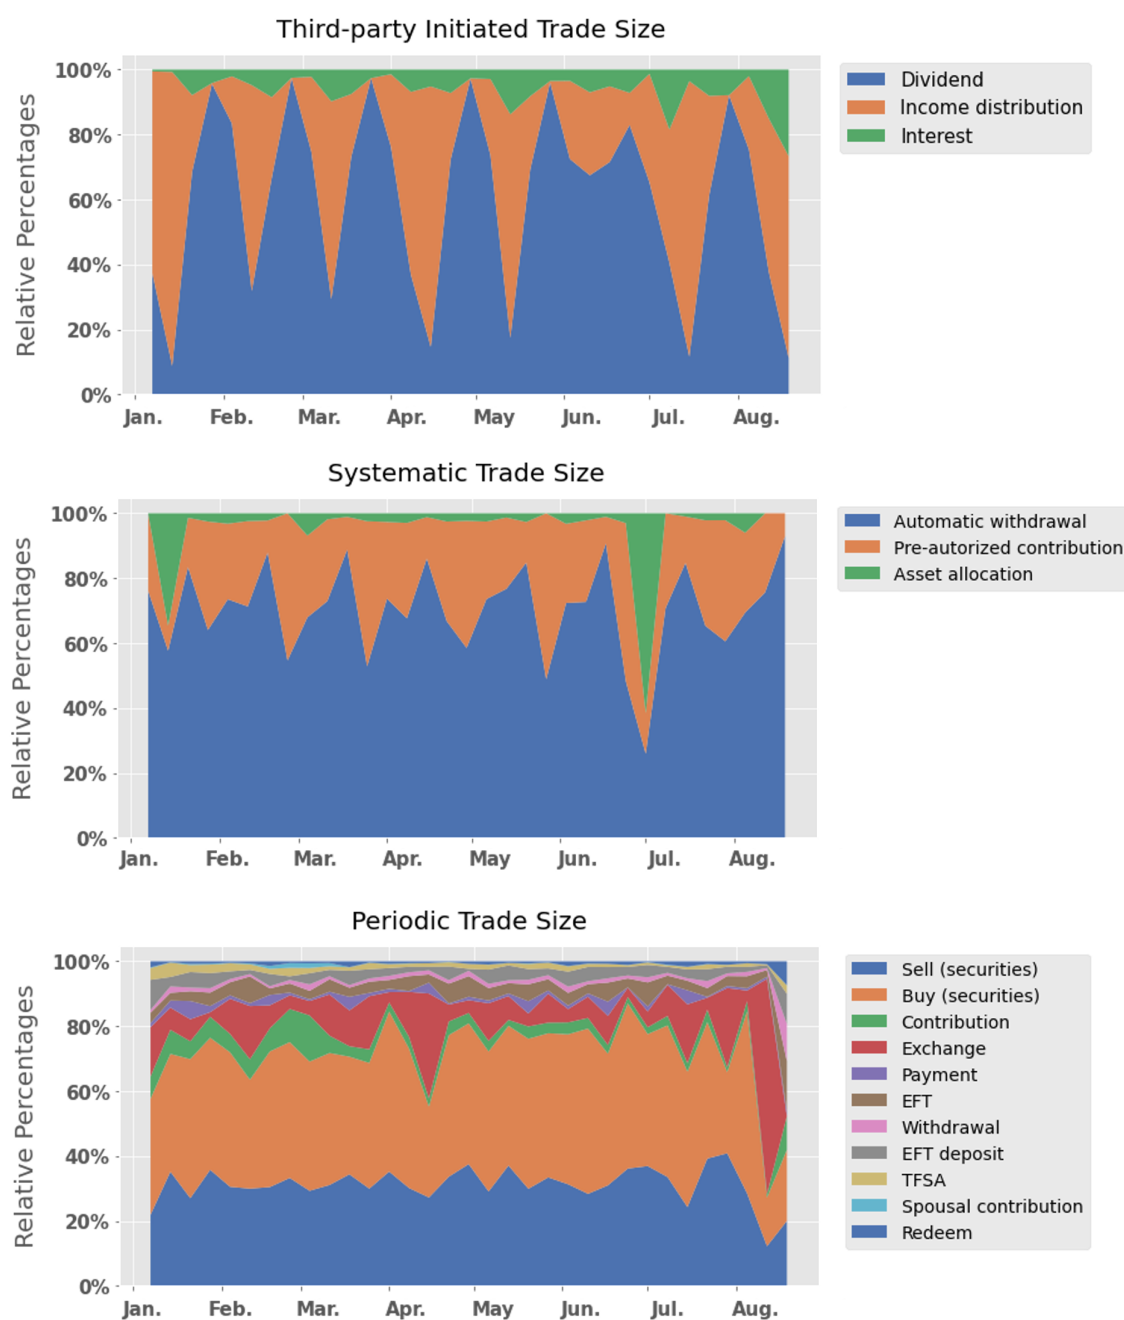 Third-party Initiated Trade Size
Relative Percentages
100%
80%
60%
40%
20%
0%
Jan. Feb. Mar. Apr. May Jun. Jul. Aug.
Dividend
Income distribution
Interest
Systematic Trade Size
Relative Percentages
100%
80%
60%
40%
20%
0%
Jan. Feb. Mar. Apr. May Jun. Jul. Aug.
Automatic withdrawal
Pre-autorized contribution
Asset allocation
Periodic Trade Size
Relative Percentages
100%
80%
60%
40%
20%
0%
Jan. Feb. Mar. Apr. May Jun. Jul. Aug.
Sell (securities)
Buy (securities)
Contribution
Exchange
Payment
EFT
Withdrawal
EFT deposit
TFSA
Spousal contribution
Redeem